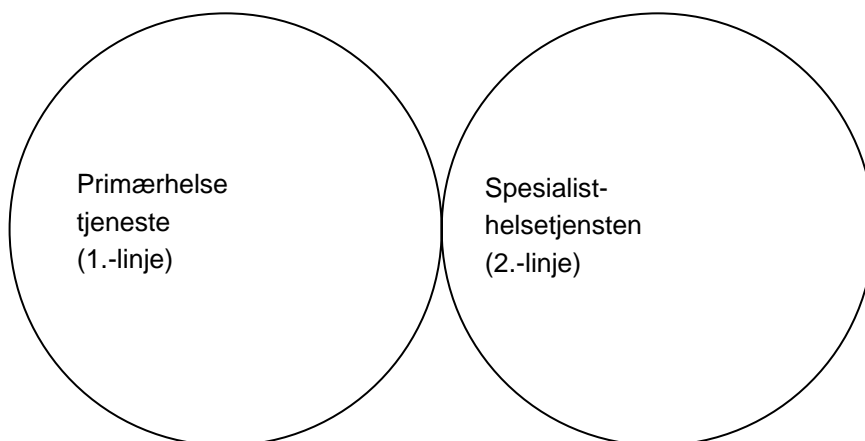 Primærhelse
tjeneste
(1.-linje)
Spesialist-
helsetjensten
(2.-linje)